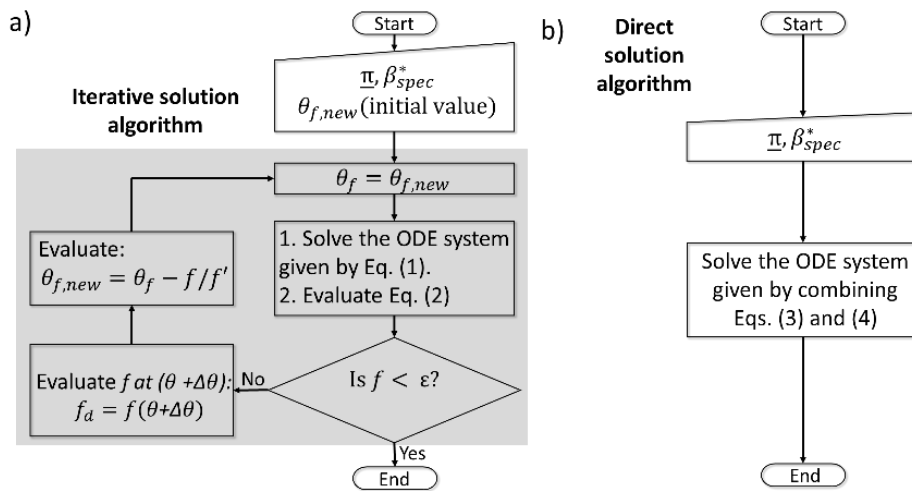 a)
Start
π, β*spec
θf,new(initial value)
Iterative solution
algorithm
θf = θf,new
1. Solve the ODE system
given by Eq. (1).
2. Evaluate Eq. (2)
Evaluate:
θf,new = θf − f/f′
Is f < ε?
No
Evaluate f at (θ +Δθ):
fd = f(θ+Δθ)
Yes
End
b)
Direct
solution
algorithm
Start
π, β*spec
Solve the ODE system
given by combining
Eqs. (3) and (4)
End